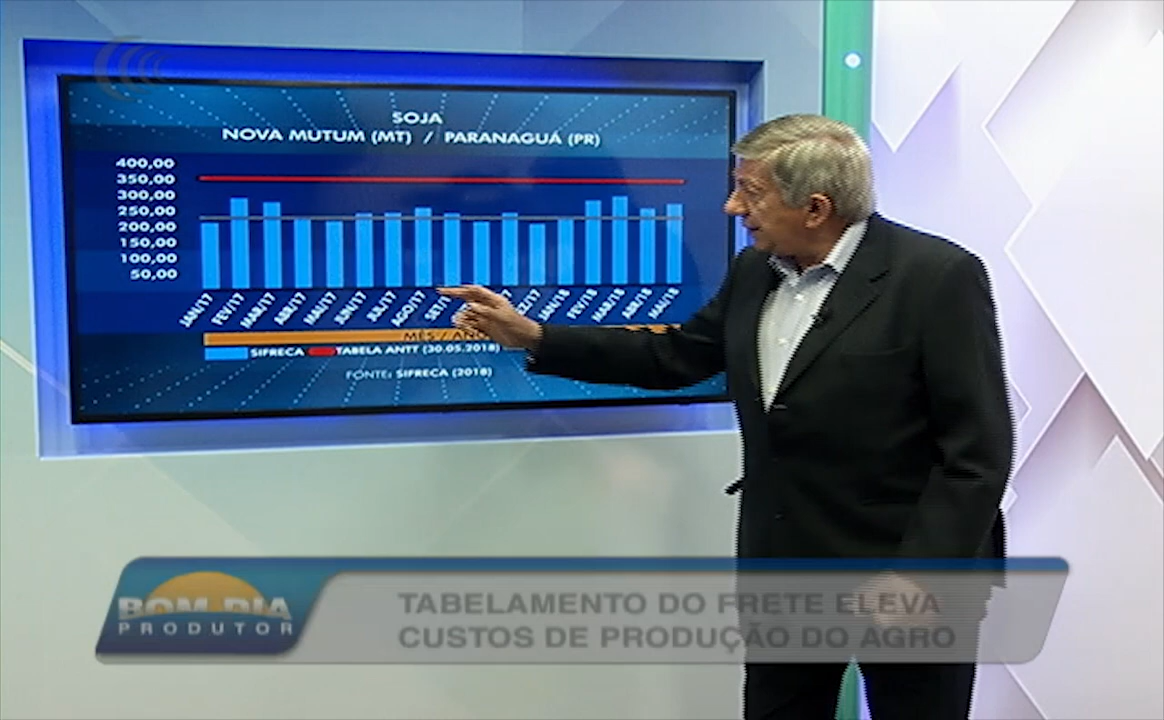 SOJA
NOVA MUTUM (MT) / PARANAGUÁ (PR)
400,00
350,00
300,00
250,00
200,00
150,00
100,00
50,00
JAN/17
FEV/17
MAR/17
ABR/17
MAI/17
JUN/17
JUL/17
AGO/17
SET/1
Z/17
JAN/18
FEV/18
MAR/18
ABR/18
MAI/18
MÊS / ANO
SIFRECA
TABELA ANTT (30.05.2018)
FONTE: SIFRECA (2018)
BOM DIA
PRODUTOR
TABELAMENTO DO FRETE ELEVA
CUSTOS DE PRODUÇÃO DO AGRO